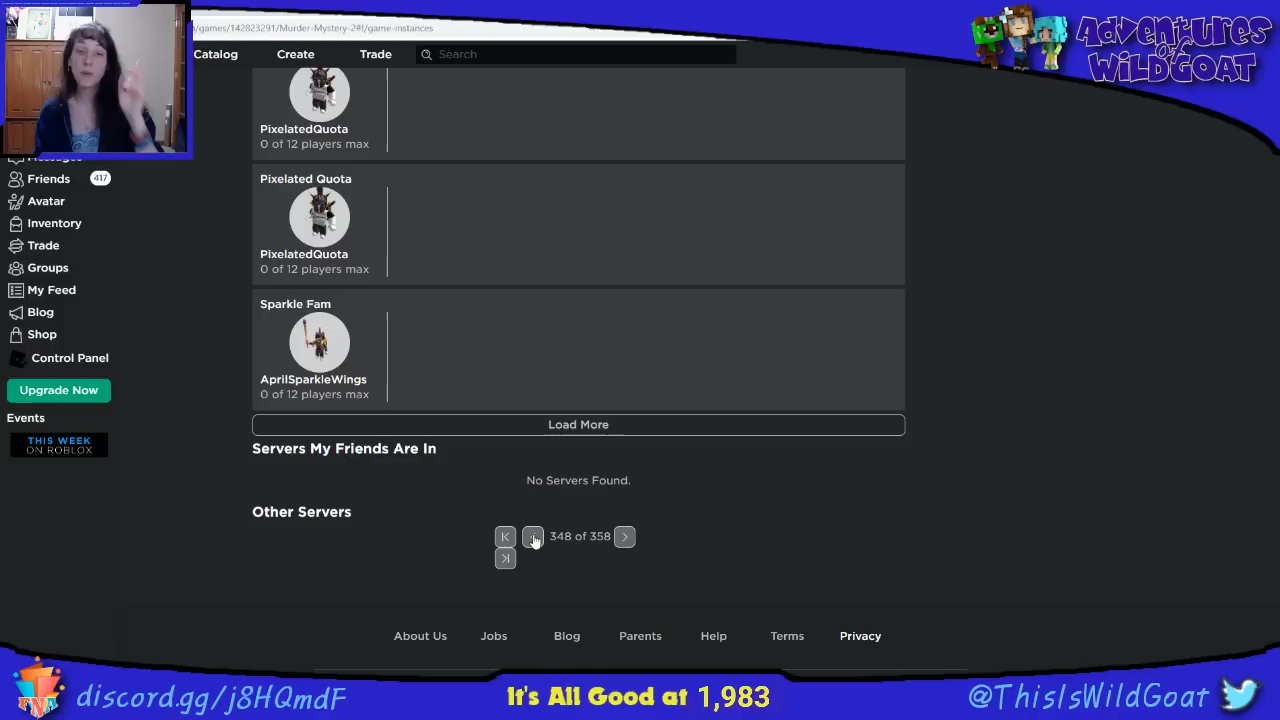 /games/142823291/Murder-Mystery-2#!/game-instances
Adventures
of
WildGoat
Catalog
Create
Trade
Search
PixelatedQuota
0 of 12 players max
Friends
417
Avatar
Inventory
Trade
Groups
My Feed
Blog
Shop
Control Panel
Upgrade Now
Events
THIS WEEK
ON ROBLOX
Pixelated Quota
PixelatedQuota
0 of 12 players max
Sparkle Fam
AprilSparkleWings
0 of 12 players max
Load More
Servers My Friends Are In
No Servers Found.
Other Servers
348 of 358
About Us
Jobs
Blog
Parents
Help
Terms
Privacy
FNA
discord.gg/j8HQmdF
It's All Good at 1,983
@ThisIsWildGoat